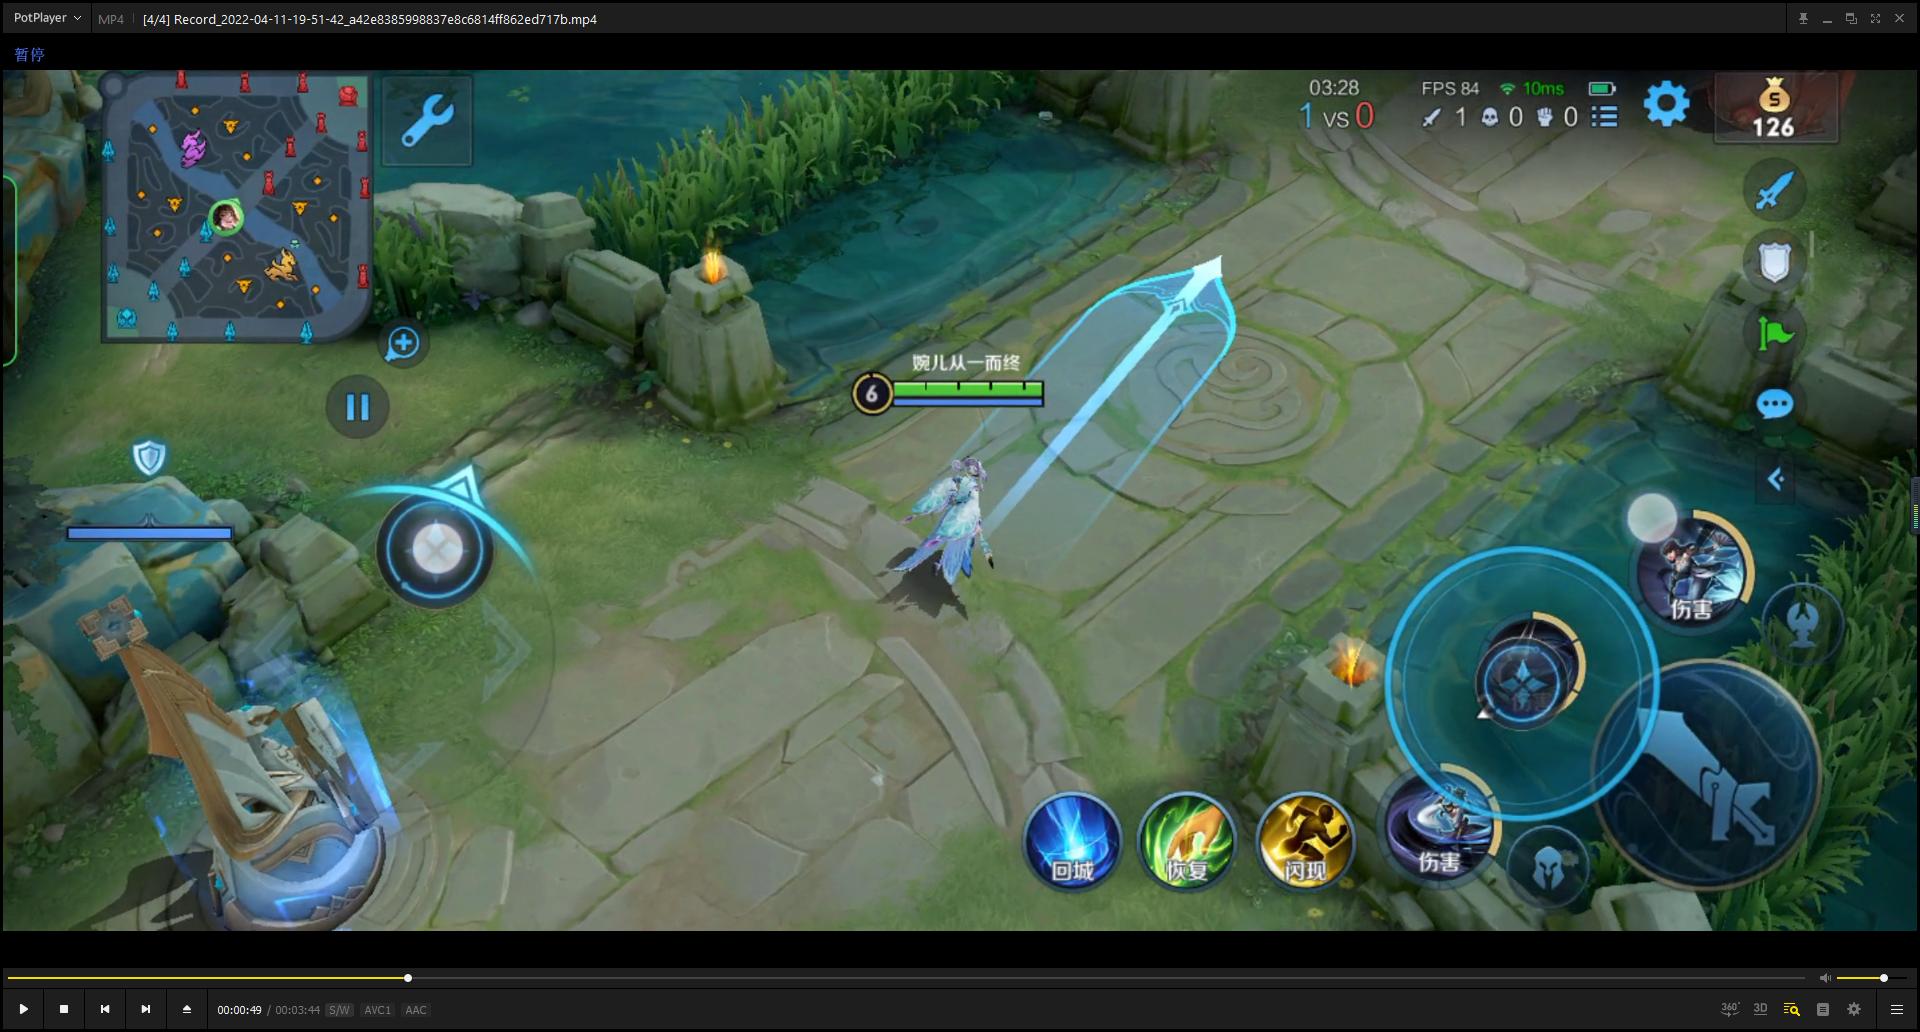 PotPlayer
MP4
[4/4] Record_2022-04-11-19-51-42_a42e8385998837e8c6814ff862ed717b.mp4
暂停
03:28
FPS 84
10ms
1 VS 0
1 0 0
S
126
婉儿从一而终
6
伤害
伤害
回城
恢复
闪现
伤害
00:00:49 / 00:03:44 S/W AVC1 AAC
360°
3D